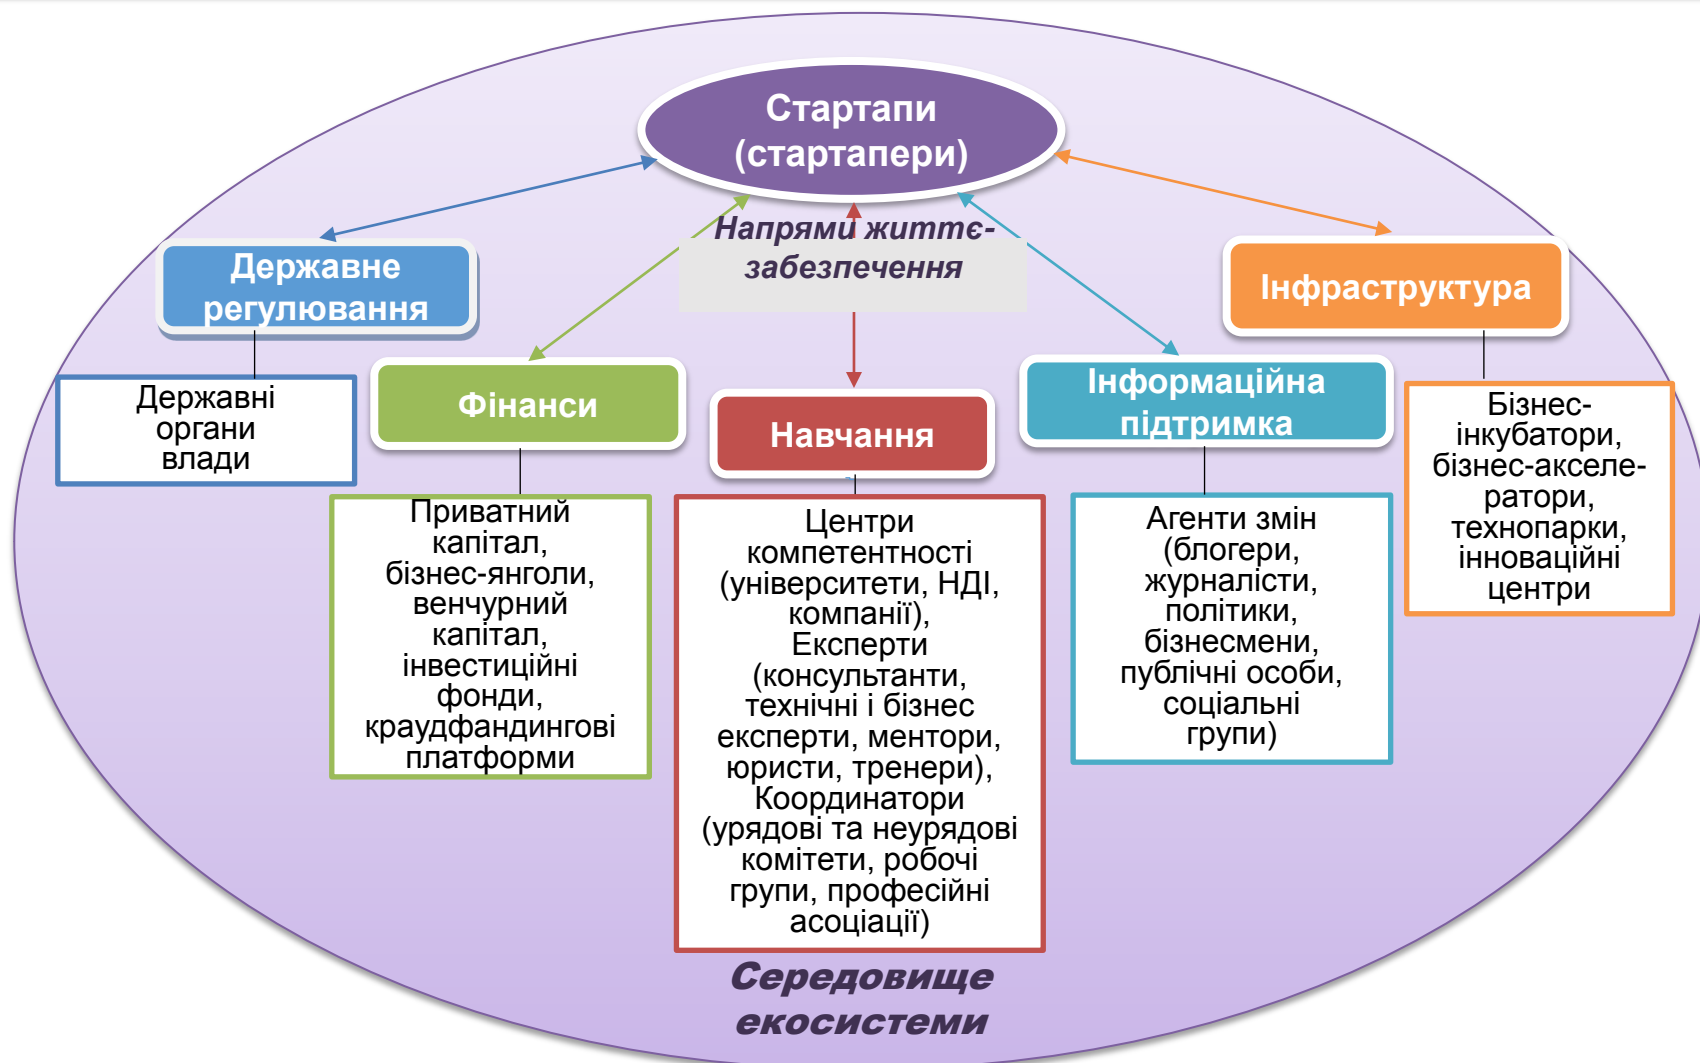 Стартапи
(стартапери)
Напрями життє-
забезпечення
Державне
регулювання
Інфраструктура
Фінанси
Навчання
Інформаційна
підтримка
Державні
органи
влади
Приватний
капітал,
бізнес-янголи,
венчурний
капітал,
інвестиційні
фонди,
краудфандингові
платформи
Центри
компетентності
(університети, НДІ,
компанії),
Експерти
(консультанти,
технічні і бізнес
експерти, ментори,
юристи, тренери),
Координатори
(урядові та неурядові
комітети, робочі
групи, професійні
асоціації)
Агенти змін
(блогери,
журналісти,
політики,
бізнесмени,
публічні особи,
соціальні
групи)
Бізнес-
інкубатори,
бізнес-акселе-
ратори,
технопарки,
інноваційні
центри
Середовище
екосистеми